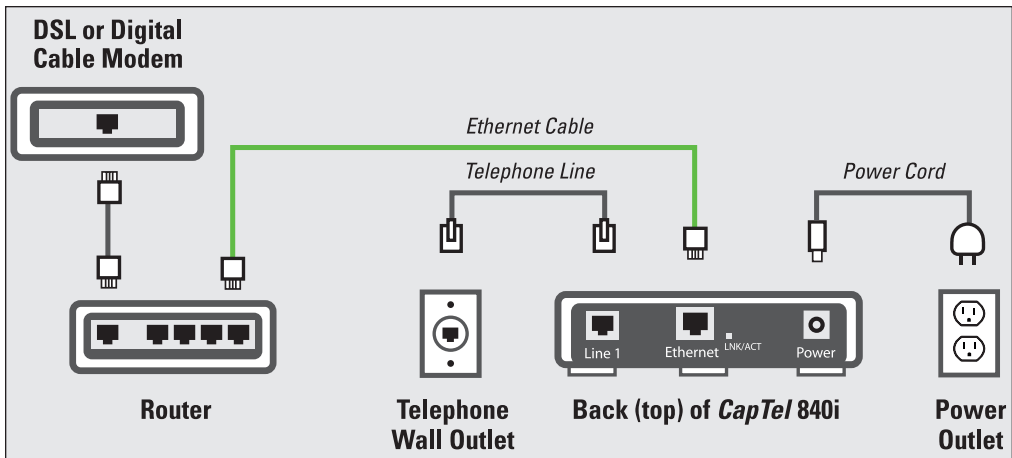 DSL or Digital
Cable Modem
Ethernet Cable
Telephone Line
Power Cord
Line 1
Ethernet
LNK/ACT
Power
Router
Telephone
Wall Outlet
Back (top) of CapTel 840i
Power
Outlet